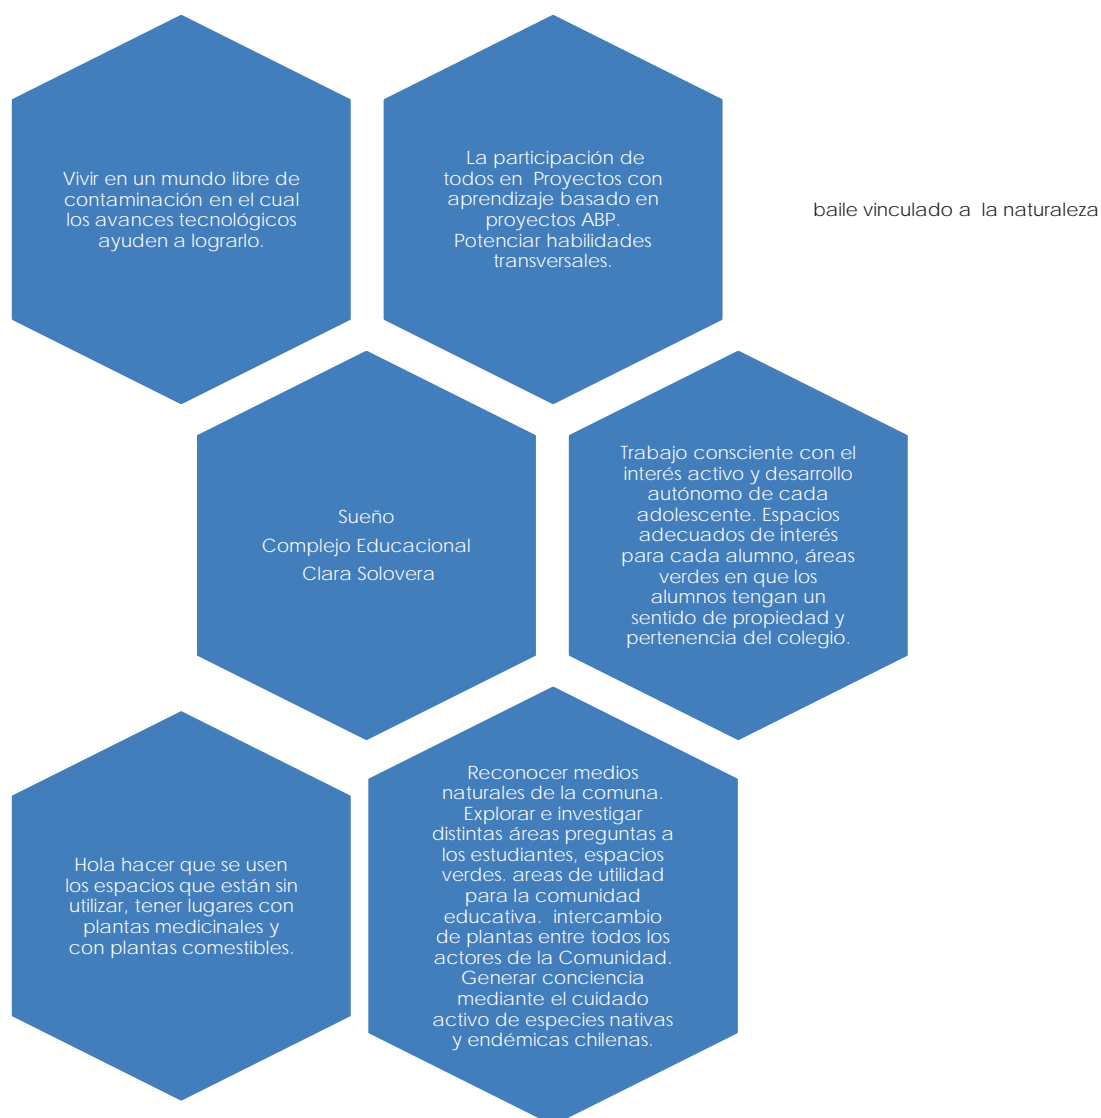 Vivir en un mundo libre de
contaminación en el cual
los avances tecnológicos
ayuden a lograrlo.
La participación de
todos en Proyectos con
aprendizaje basado en
proyectos ABP.
Potenciar habilidades
transversales.
baile vinculado a la naturaleza
Sueño
Complejo Educacional
Clara Solovera
Trabajo consciente con el
interés activo y desarrollo
autónomo de cada
adolescente. Espacios
adecuados de interés
para cada alumno, áreas
verdes en que los
alumnos tengan un
sentido de propiedad y
pertenencia del colegio.
Hola hacer que se usen
los espacios que están sin
utilizar, tener lugares con
plantas medicinales y
con plantas comestibles.
Reconocer medios
naturales de la comuna.
Explorar e investigar
distintas áreas preguntas a
los estudiantes, espacios
verdes. areas de utilidad
para la comunidad
educativa. intercambio
de plantas entre todos los
actores de la Comunidad.
Generar conciencia
mediante el cuidado
activo de especies nativas
y endémicas chilenas.